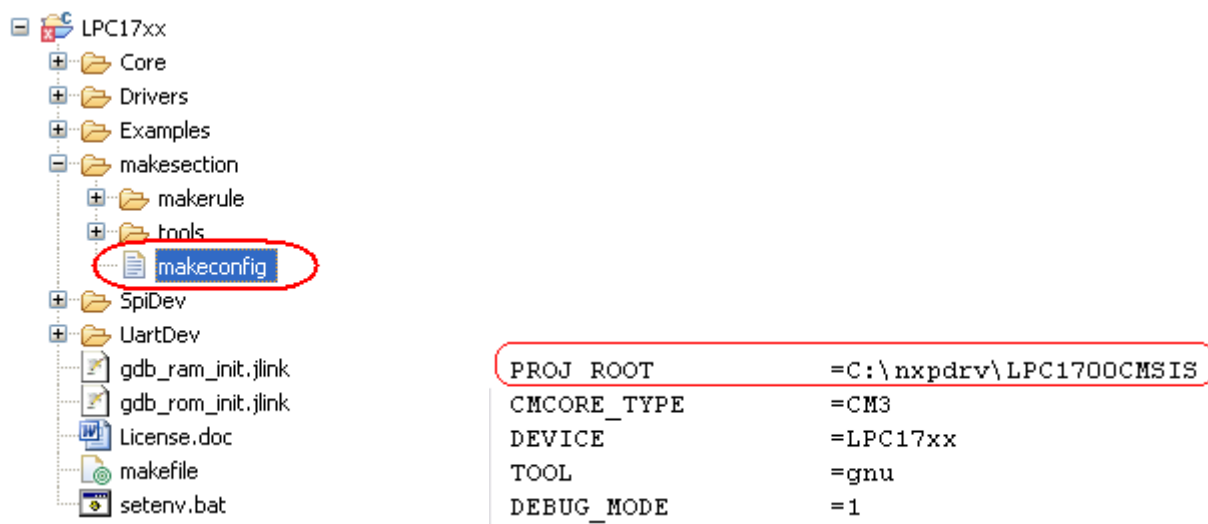 LPC17xx
Core
Drivers
Examples
makesection
makerule
tools
makeconfig
SpiDev
UartDev
gdb_ram_init.jlink
gdb_rom_init.jlink
License.doc
makefile
setenv.bat
PROJ_ROOT =C:\nxpdrv\LPC1700CMSIS
CMCORE_TYPE =CM3
DEVICE =LPC17xx
TOOL =gnu
DEBUG_MODE =1